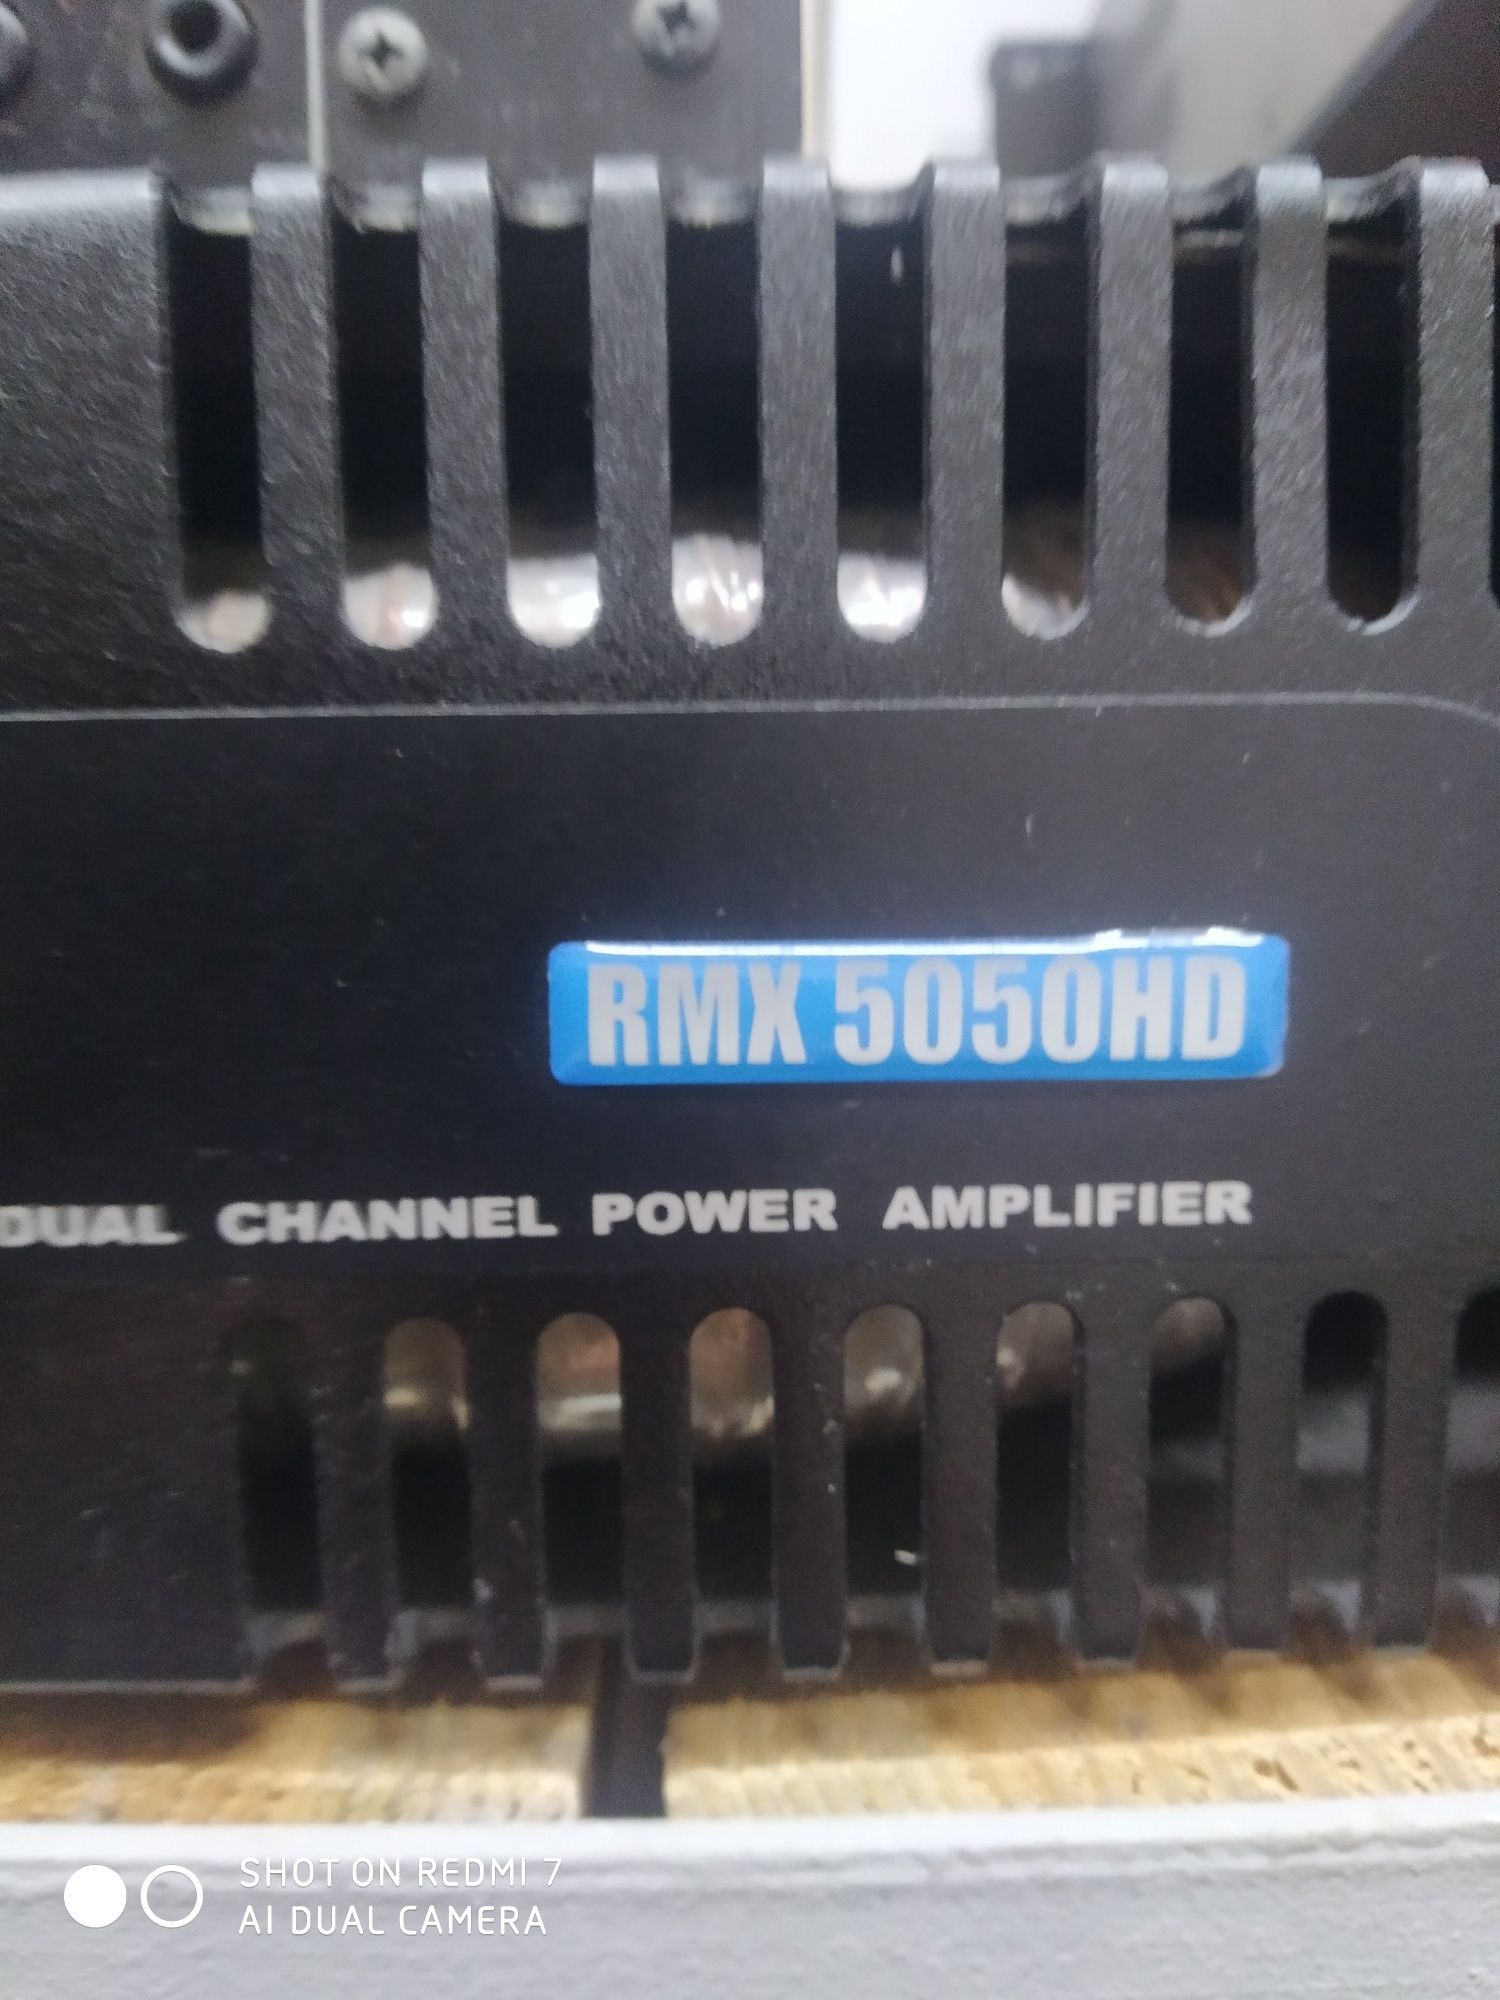 RMX 5050HD
DUAL CHANNEL POWER AMPLIFIER
SHOT ON REDMI 7
AI DUAL CAMERA